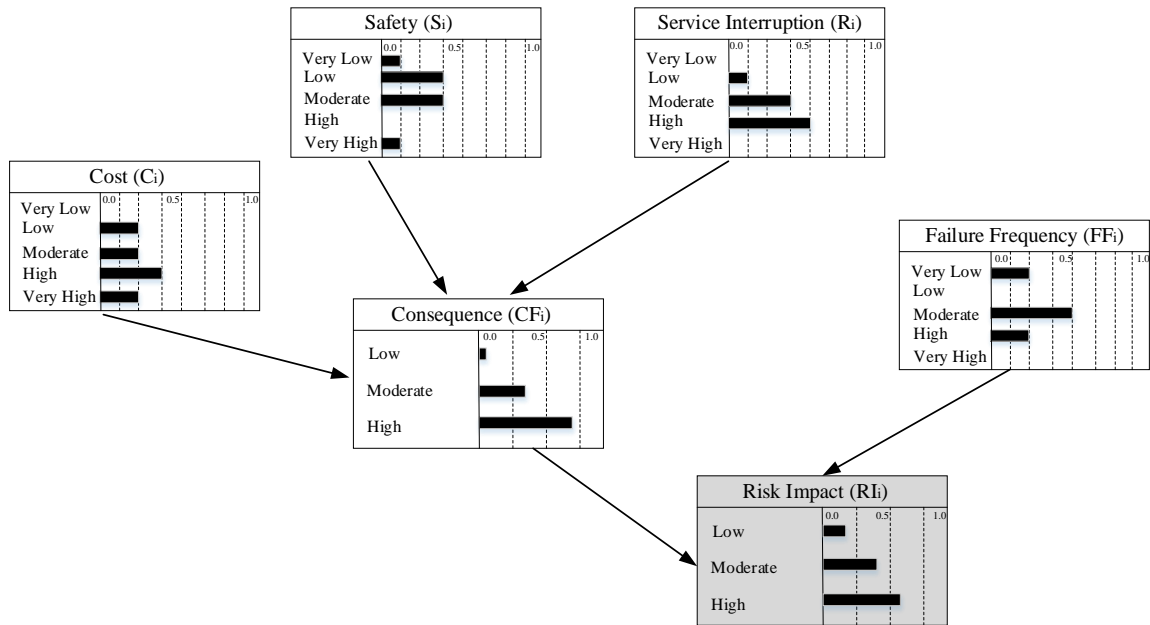 Safety (Si)
0.0 0.5 1.0
Very Low
Low
Moderate
High
Very High
Service Interruption (Ri)
0.0 0.5 1.0
Very Low
Low
Moderate
High
Very High
Cost (Ci)
0.0 0.5 1.0
Very Low
Low
Moderate
High
Very High
Failure Frequency (FFi)
0.0 0.5 1.0
Very Low
Low
Moderate
High
Very High
Consequence (CFi)
0.0 0.5 1.0
Low
Moderate
High
Risk Impact (RIi)
0.0 0.5 1.0
Low
Moderate
High